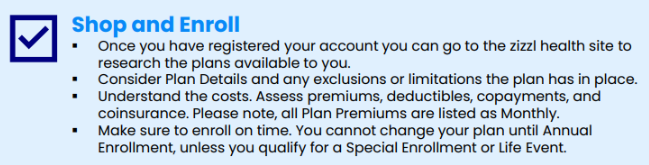 Shop and Enroll
▪ Once you have registered your account you can go to the zizzl health site to
research the plans available to you.
▪ Consider Plan Details and any exclusions or limitations the plan has in place.
▪ Understand the costs. Assess premiums, deductibles, copayments, and
coinsurance. Please note, all Plan Premiums are listed as Monthly.
▪ Make sure to enroll on time. You cannot change your plan until Annual
Enrollment, unless you qualify for a Special Enrollment or Life Event.